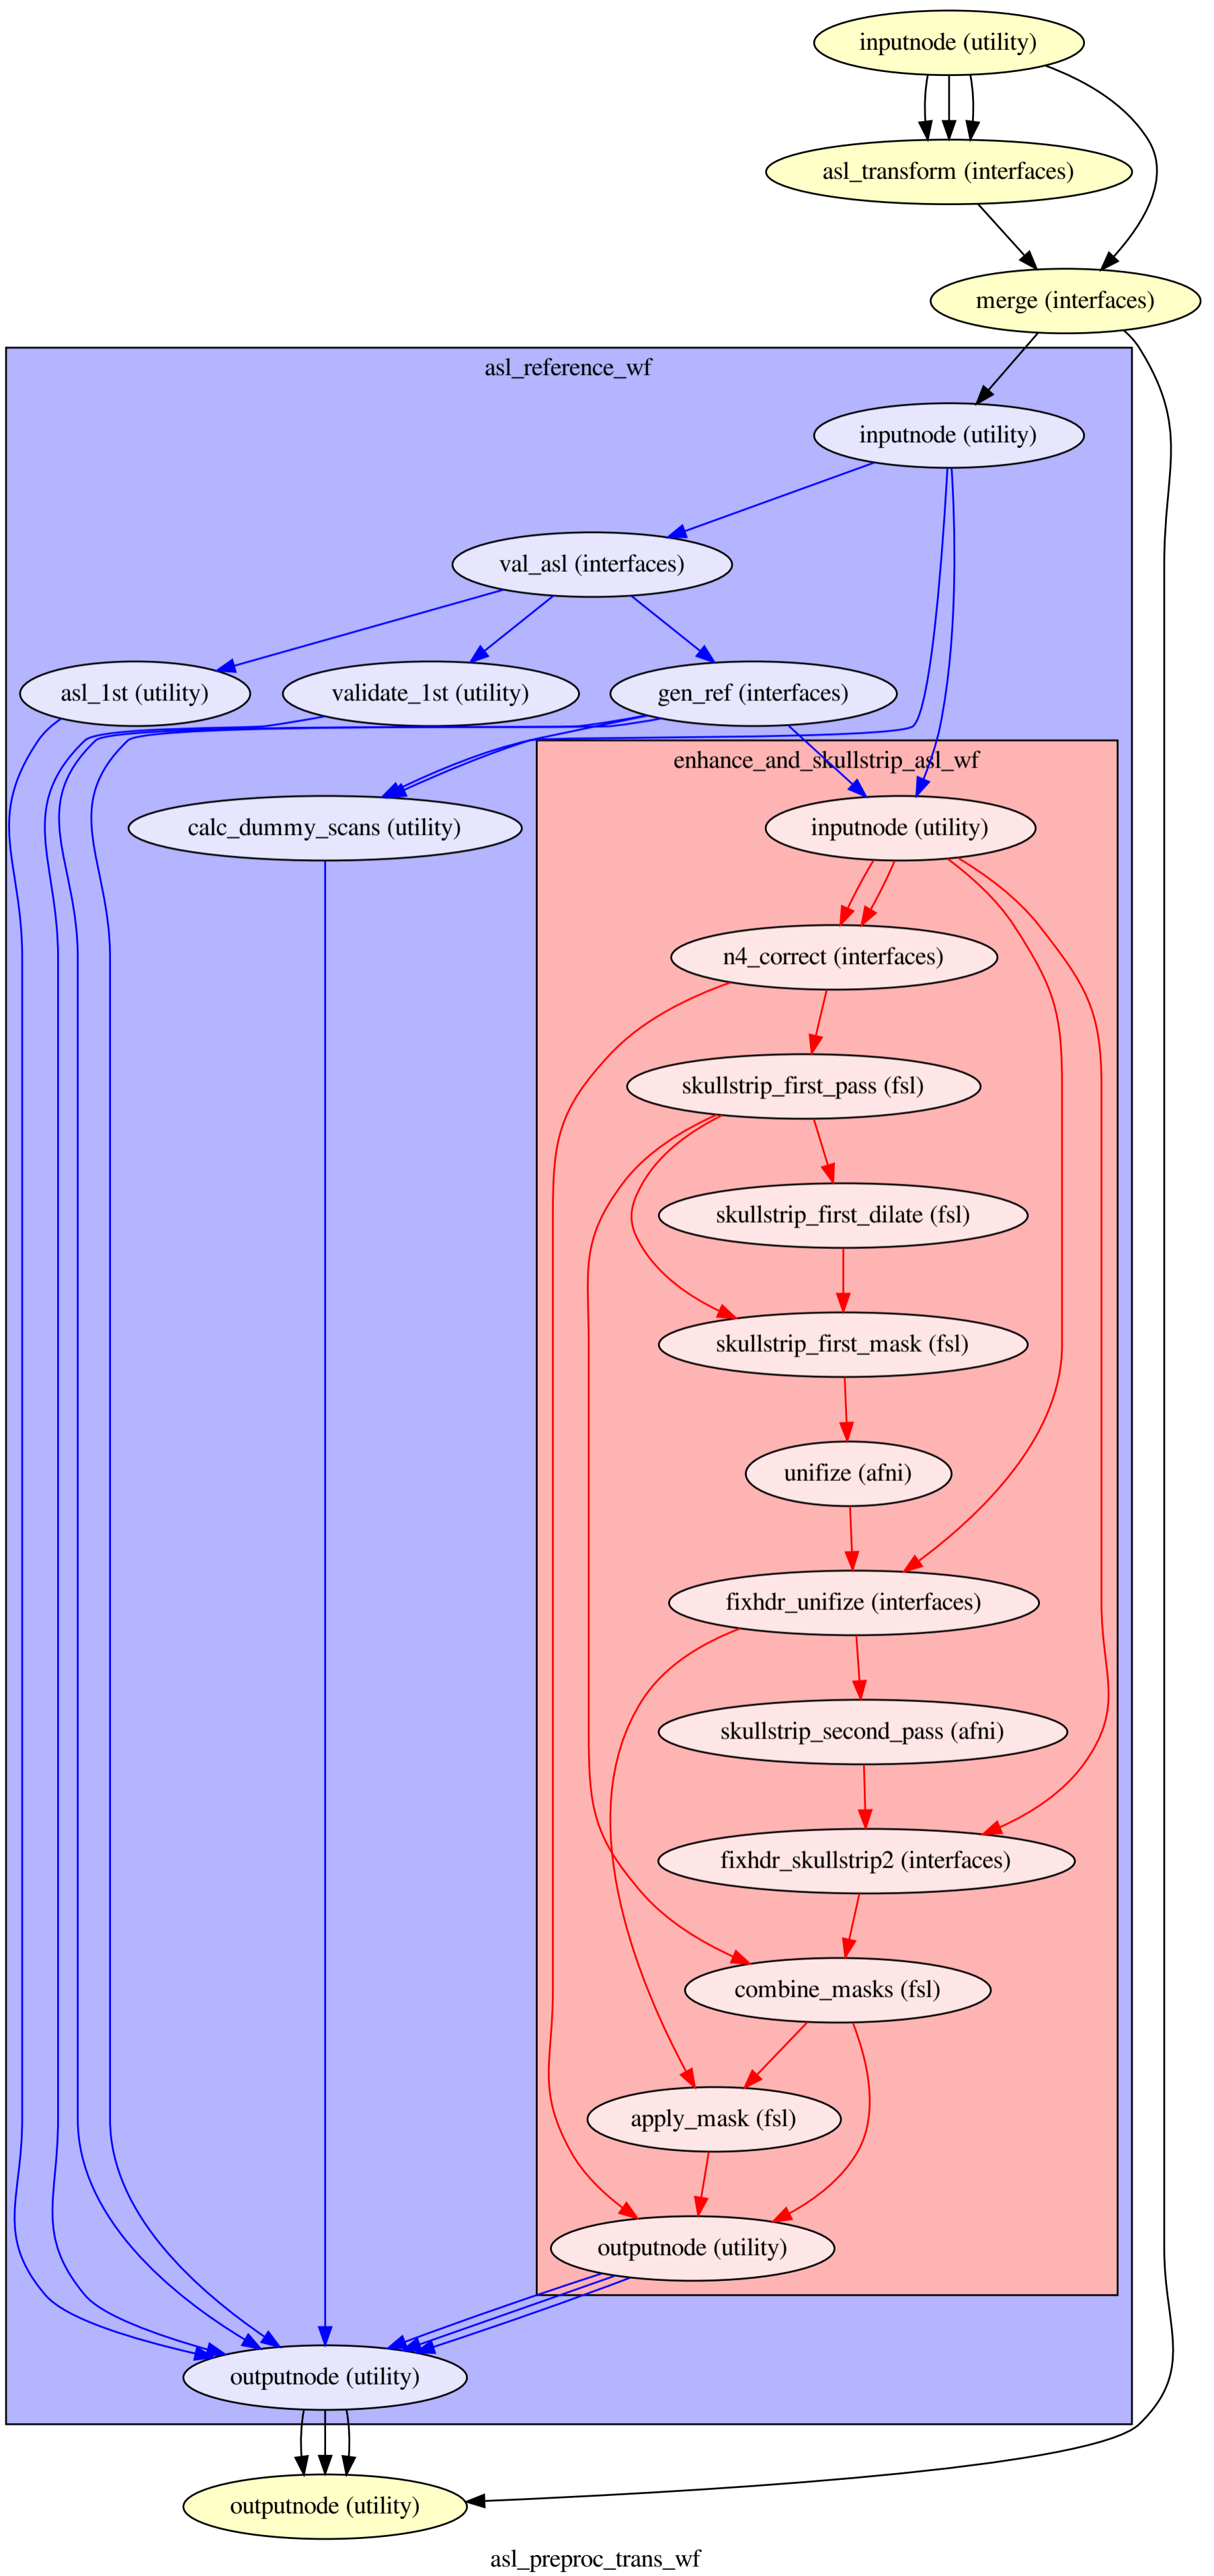 inputnode (utility)
asl_transform (interfaces)
merge (interfaces)
asl_reference_wf
inputnode (utility)
val_asl (interfaces)
asl_1st (utility)
validate_1st (utility)
gen_ref (interfaces)
enhance_and_skullstrip_asl_wf
calc_dummy_scans (utility)
inputnode (utility)
n4_correct (interfaces)
skullstrip_first_pass (fsl)
skullstrip_first_dilate (fsl)
skullstrip_first_mask (fsl)
unifize (afni)
fixhdr_unifize (interfaces)
skullstrip_second_pass (afni)
fixhdr_skullstrip2 (interfaces)
combine_masks (fsl)
apply_mask (fsl)
outputnode (utility)
outputnode (utility)
outputnode (utility)
asl_preproc_trans_wf